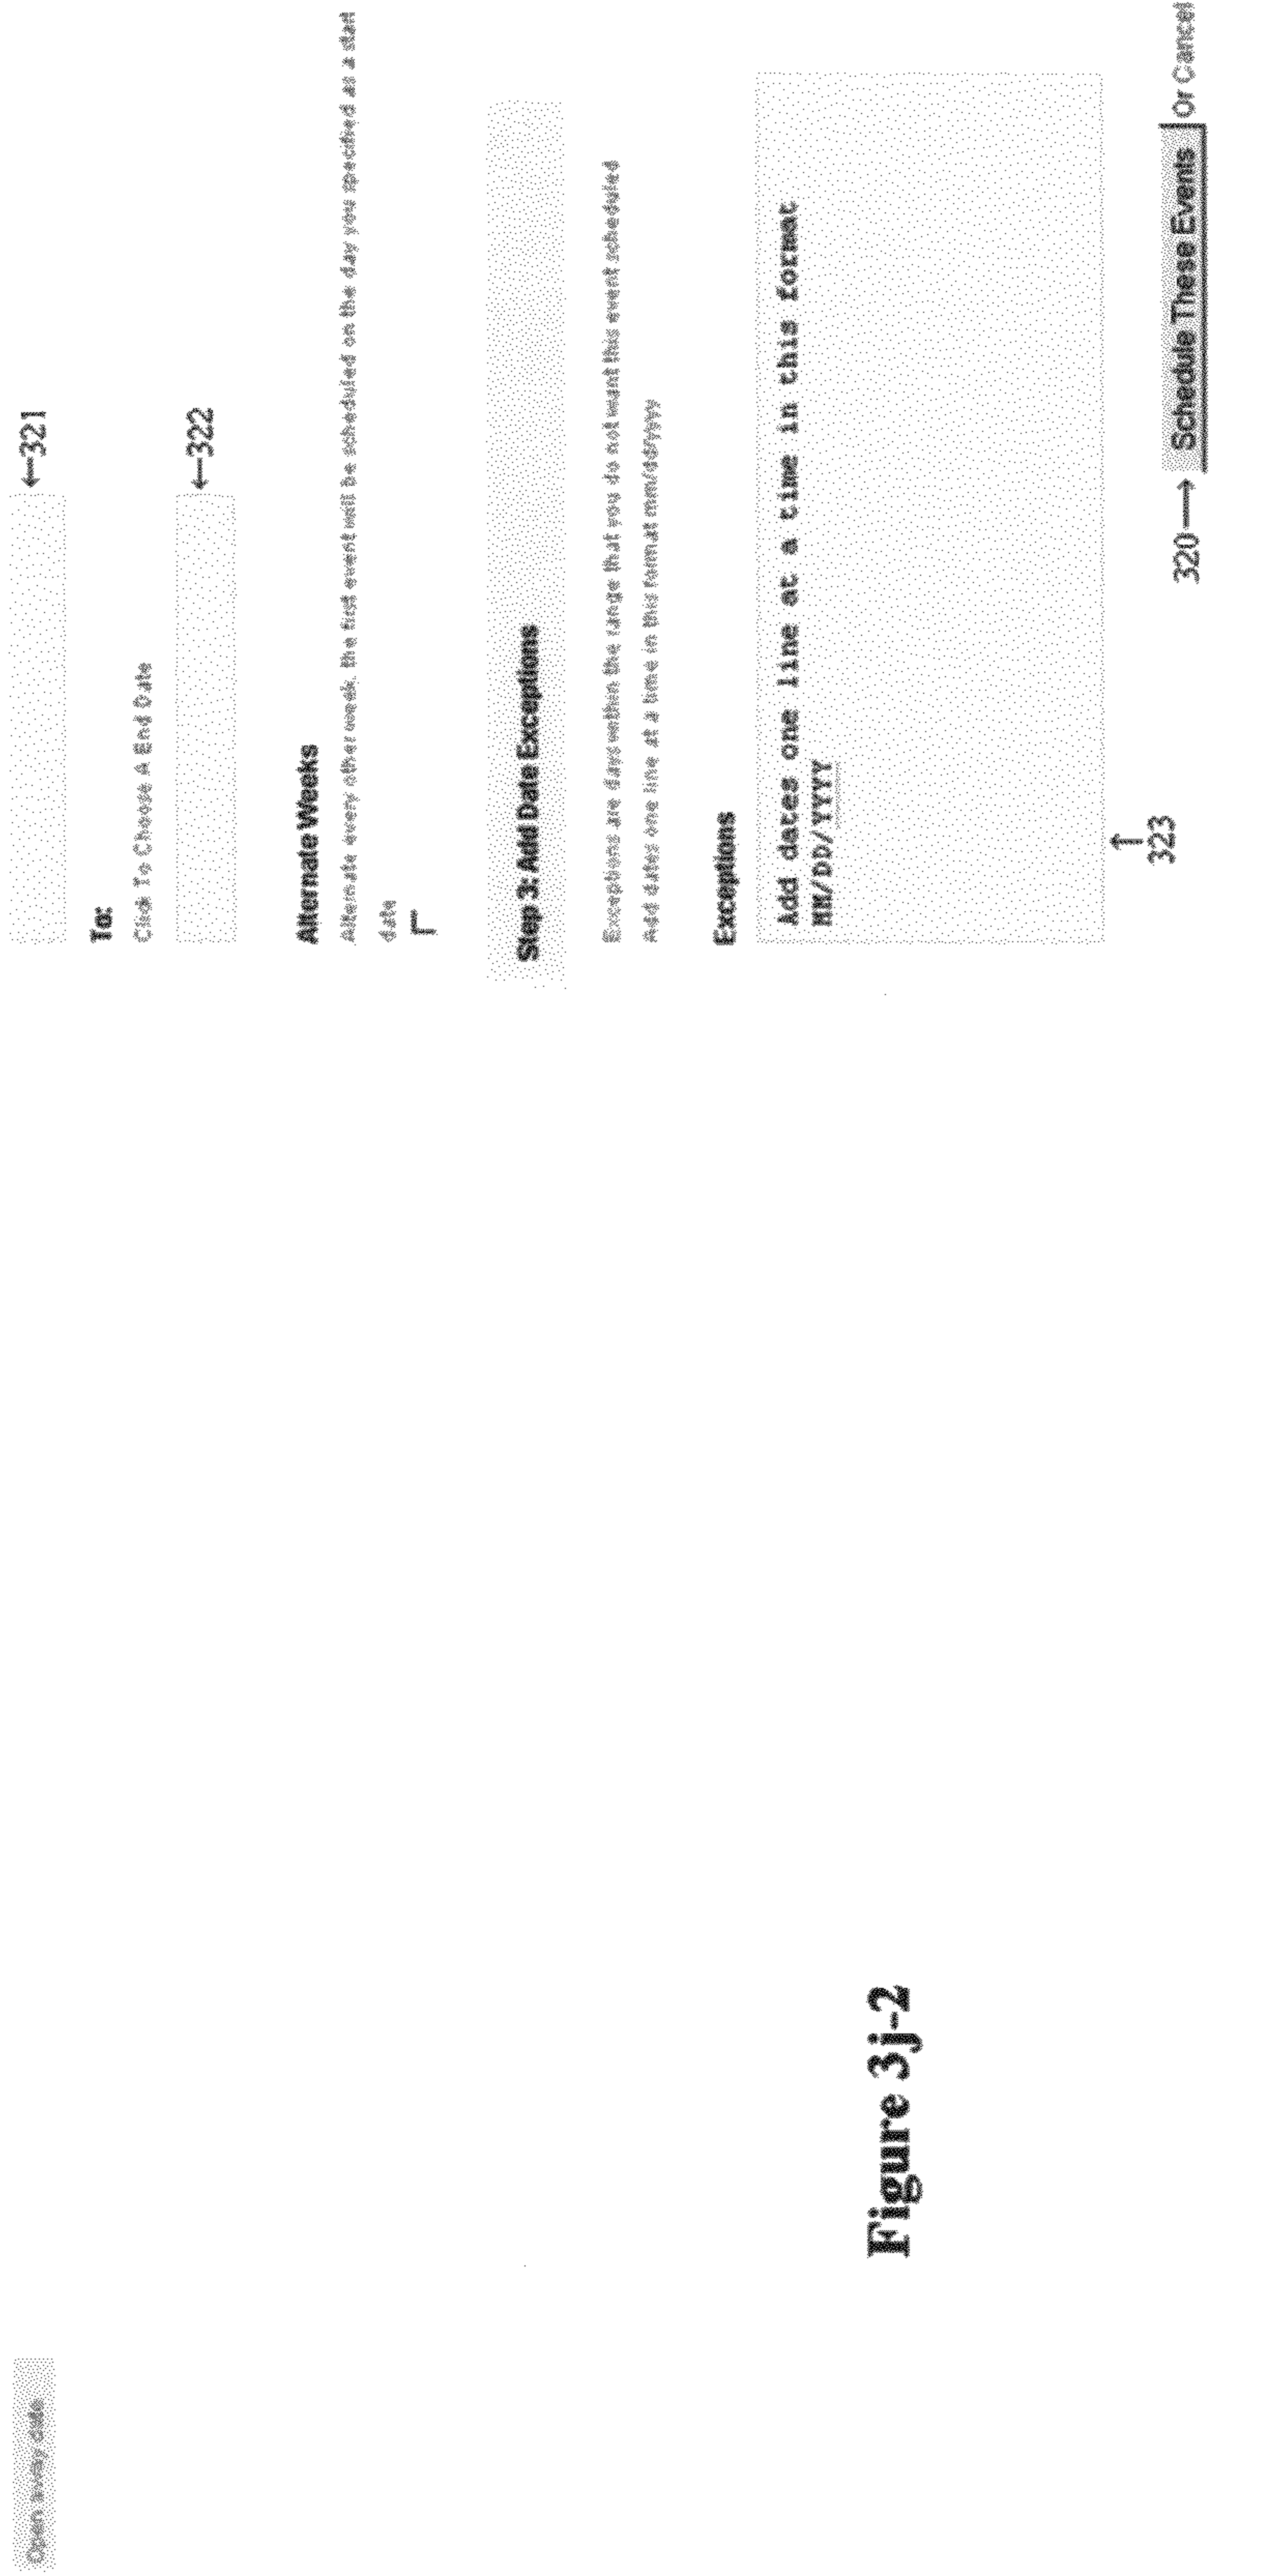 ←321
To:
Click To Choose A End Date
←322
Alternate Weeks
Alternate every other week, the first event will be scheduled on the day you specified as a start
date
Step 3: Add Date Exceptions
Exceptions are days within the range that you do not want this event scheduled
Add dates one line at a time in this format mm/dd/yyyy
Exceptions
Add dates one line at a time in this format
MM/DD/YYYY
↑
323
320→ Schedule These Events Or Cancel
Open
Figure 3j-2